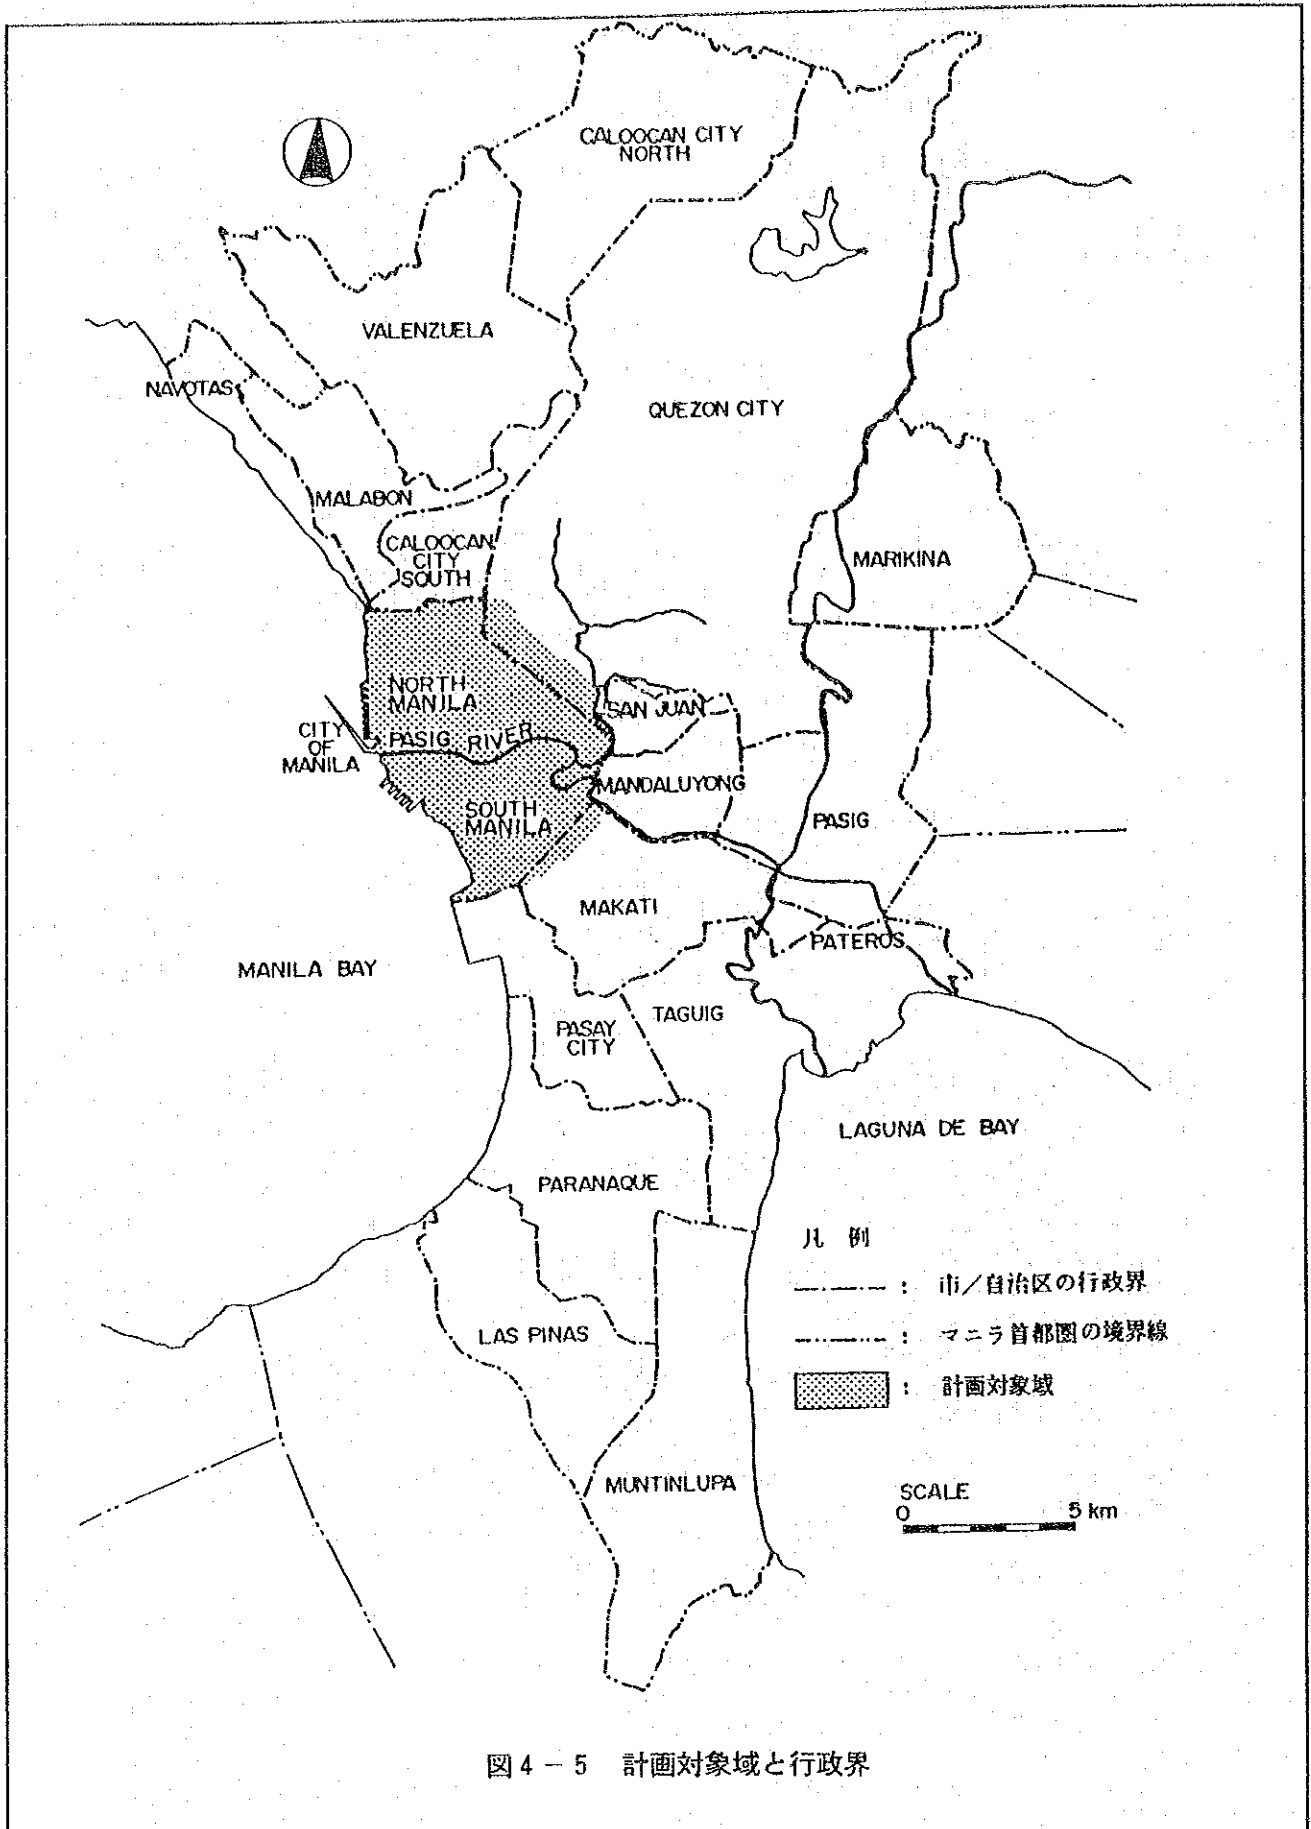 CALOOCAN CITY
NORTH
VALENZUELA
NAVOTAS
QUEZON CITY
MALABON
CALOOCAN
CITY
SOUTH
MARIKINA
NORTH
MANILA
SAN JUAN
CITY
OF
MANILA
PASIG RIVER
MANDALUYONG
SOUTH
MANILA
PASIG
MAKATI
PATEROS
MANILA BAY
TAGUIG
PASAY
CITY
LAGUNA DE BAY
PARANAQUE
凡 例
: 市/自治区の行政界
: マニラ首都圏の境界線
: 計画対象域
LAS PINAS
MUNTINLUPA
SCALE
0 5 km
図4-5 計画対象域と行政界